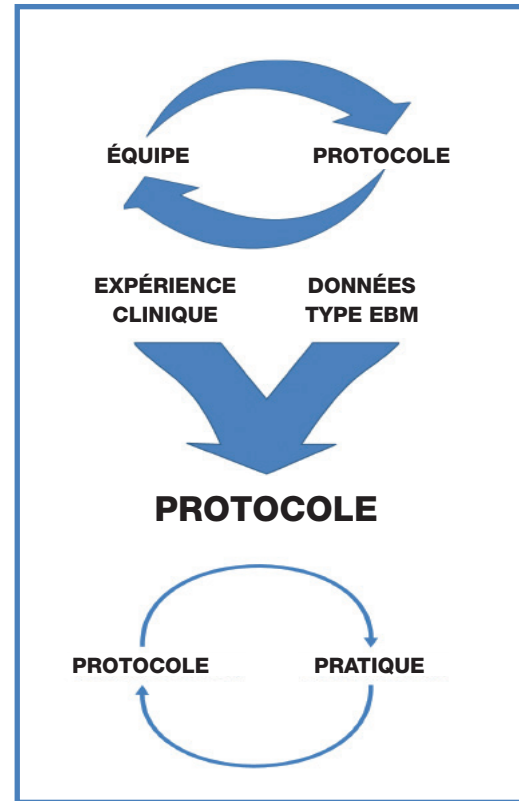 ÉQUIPE PROTOCOLE
EXPÉRIENCE DONNÉES
CLINIQUE TYPE EBM
PROTOCOLE
PROTOCOLE PRATIQUE